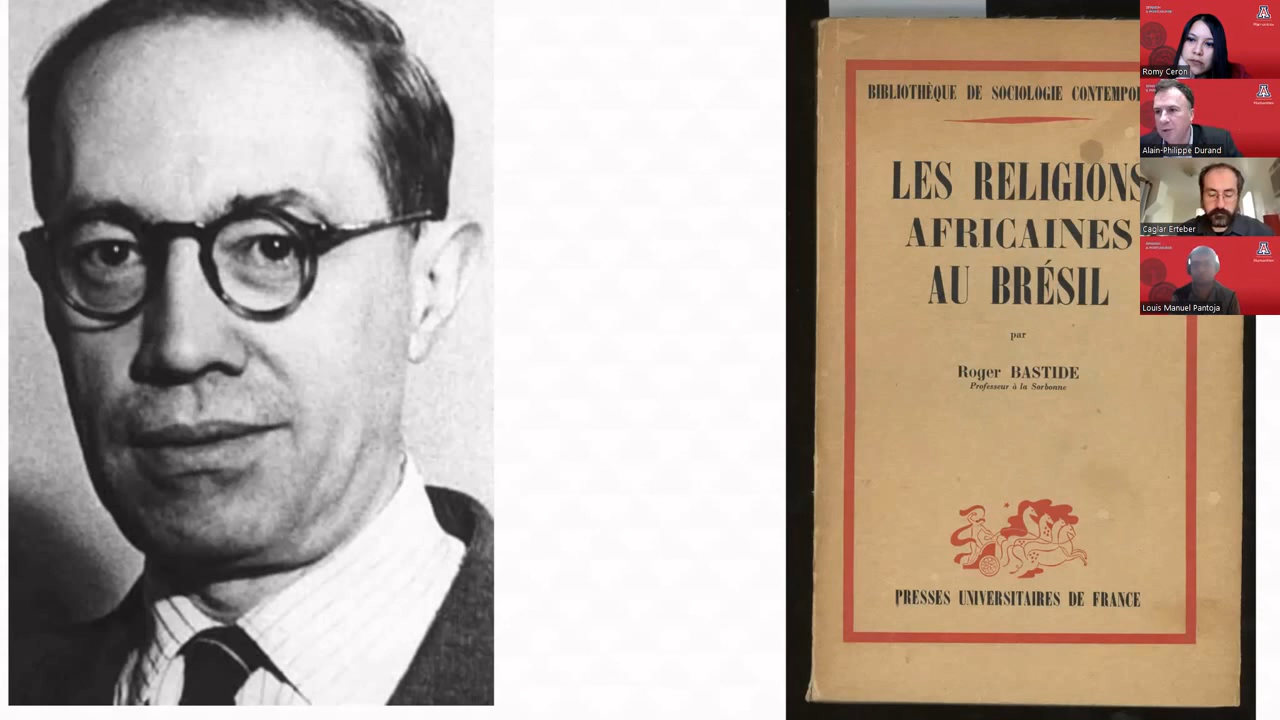 BIBLIOTHÈQUE DE SOCIOLOGIE CONTEMPO
LES RELIGIONS
AFRICAINES
AU BRÉSIL
par
Roger BASTIDE
Professeur à la Sorbonne
PRESSES UNIVERSITAIRES DE FRANCE
Romy Ceron
Alain-Philippe Durand
Caglar Erteber
Louis Manuel Pantoja